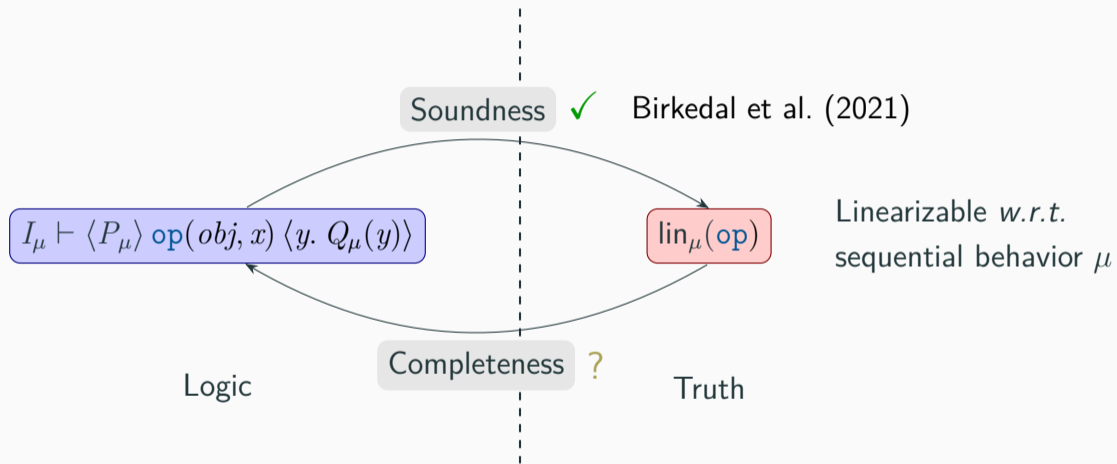 Soundness ✓ Birkedal et al. (2021)
I_μ ⊢ ⟨P_μ⟩ op(obj, x) ⟨y. Q_μ(y)⟩
lin_μ(op)
Linearizable w.r.t.
sequential behavior μ
Completeness ?
Logic
Truth